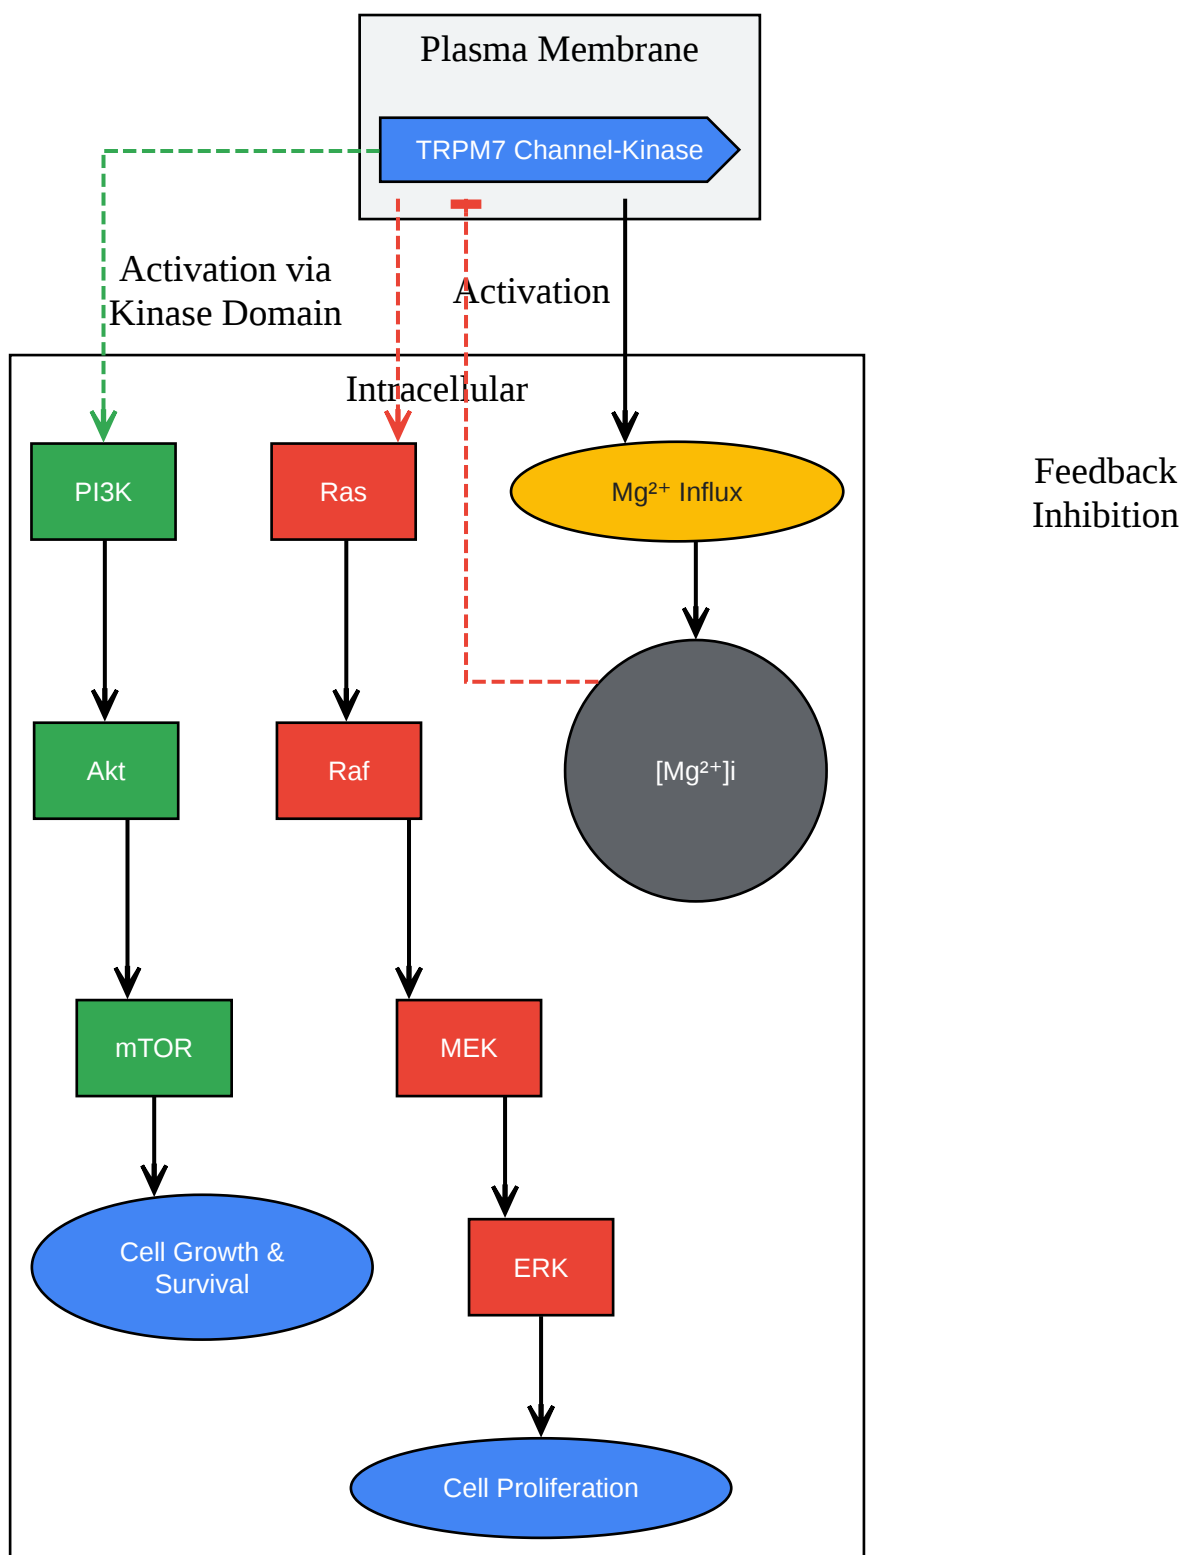 Plasma Membrane
TRPM7 Channel-Kinase
Activation via
Kinase Domain
Activation
Intracellular
PI3K
Ras
Mg²⁺ Influx
Feedback
Inhibition
Akt
Raf
[Mg²⁺]i
mTOR
MEK
Cell Growth &
Survival
ERK
Cell Proliferation